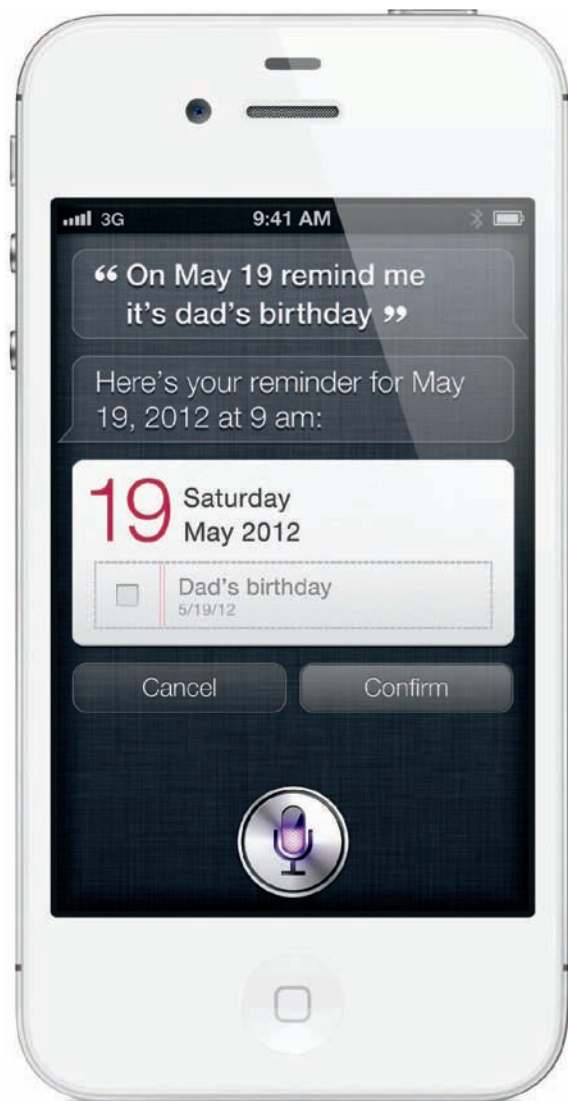 3G 9:41 AM
“ On May 19 remind me
it’s dad’s birthday ”
Here’s your reminder for May
19, 2012 at 9 am:
19 Saturday
May 2012
Dad’s birthday
5/19/12
Cancel Confirm